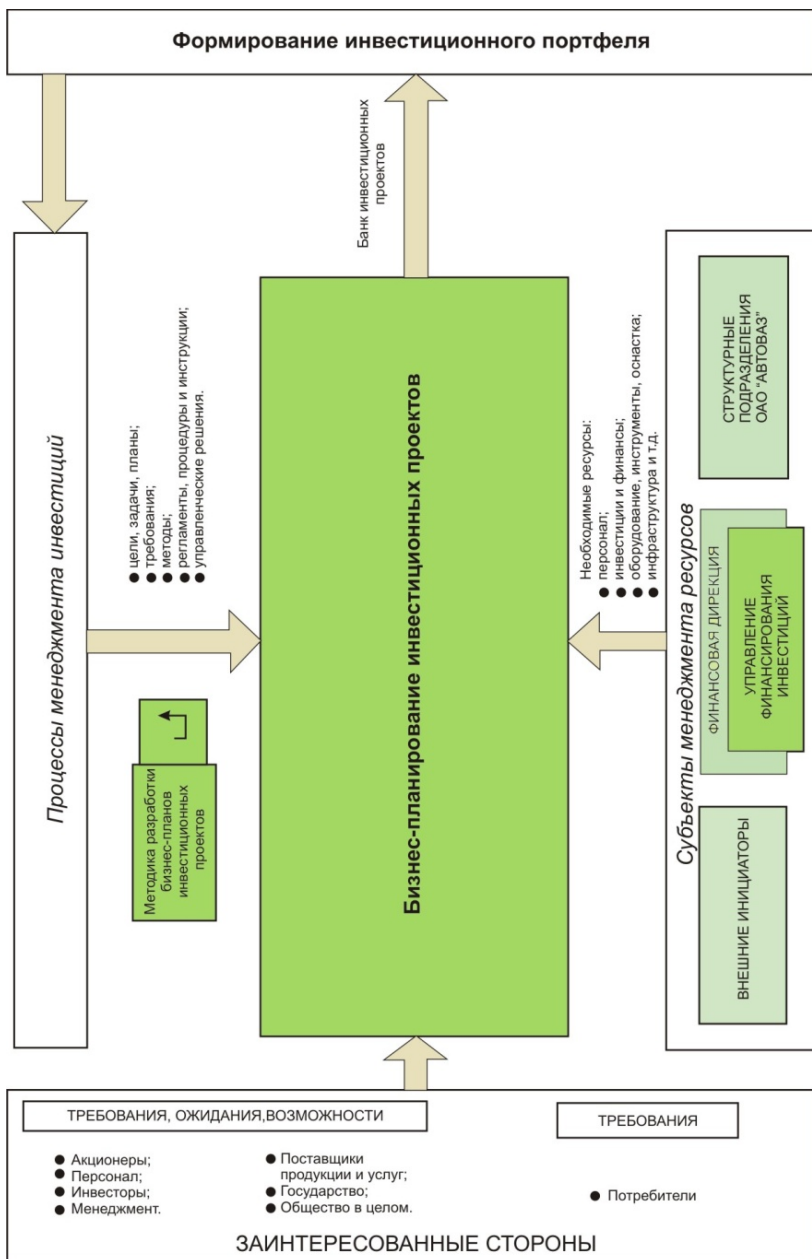 Формирование инвестиционного портфеля
Банк инвестиционных
проектов
Процессы менеджмента инвестиций
● цели, задачи, планы;
● требования;
● методы;
● регламенты, процедуры и инструкции;
● управленческие решения.
Методика разработки
бизнес-планов
инвестиционных
проектов
Бизнес-планирование инвестиционных проектов
Необходимые ресурсы:
● персонал;
● инвестиции и финансы;
● оборудование, инструменты, оснастка;
● инфраструктура и т.д.
Субъекты менеджмента ресурсов
СТРУКТУРНЫЕ
ПОДРАЗДЕЛЕНИЯ
ОАО "АВТОВАЗ"
ФИНАНСОВАЯ ДИРЕКЦИЯ
УПРАВЛЕНИЕ
ФИНАНСИРОВАНИЯ
ИНВЕСТИЦИЙ
ВНЕШНИЕ ИНИЦИАТОРЫ
ТРЕБОВАНИЯ, ОЖИДАНИЯ,ВОЗМОЖНОСТИ
● Акционеры;
● Персонал;
● Инвесторы;
● Менеджмент.
● Поставщики
продукции и услуг;
● Государство;
● Общество в целом.
ТРЕБОВАНИЯ
● Потребители
ЗАИНТЕРЕСОВАННЫЕ СТОРОНЫ